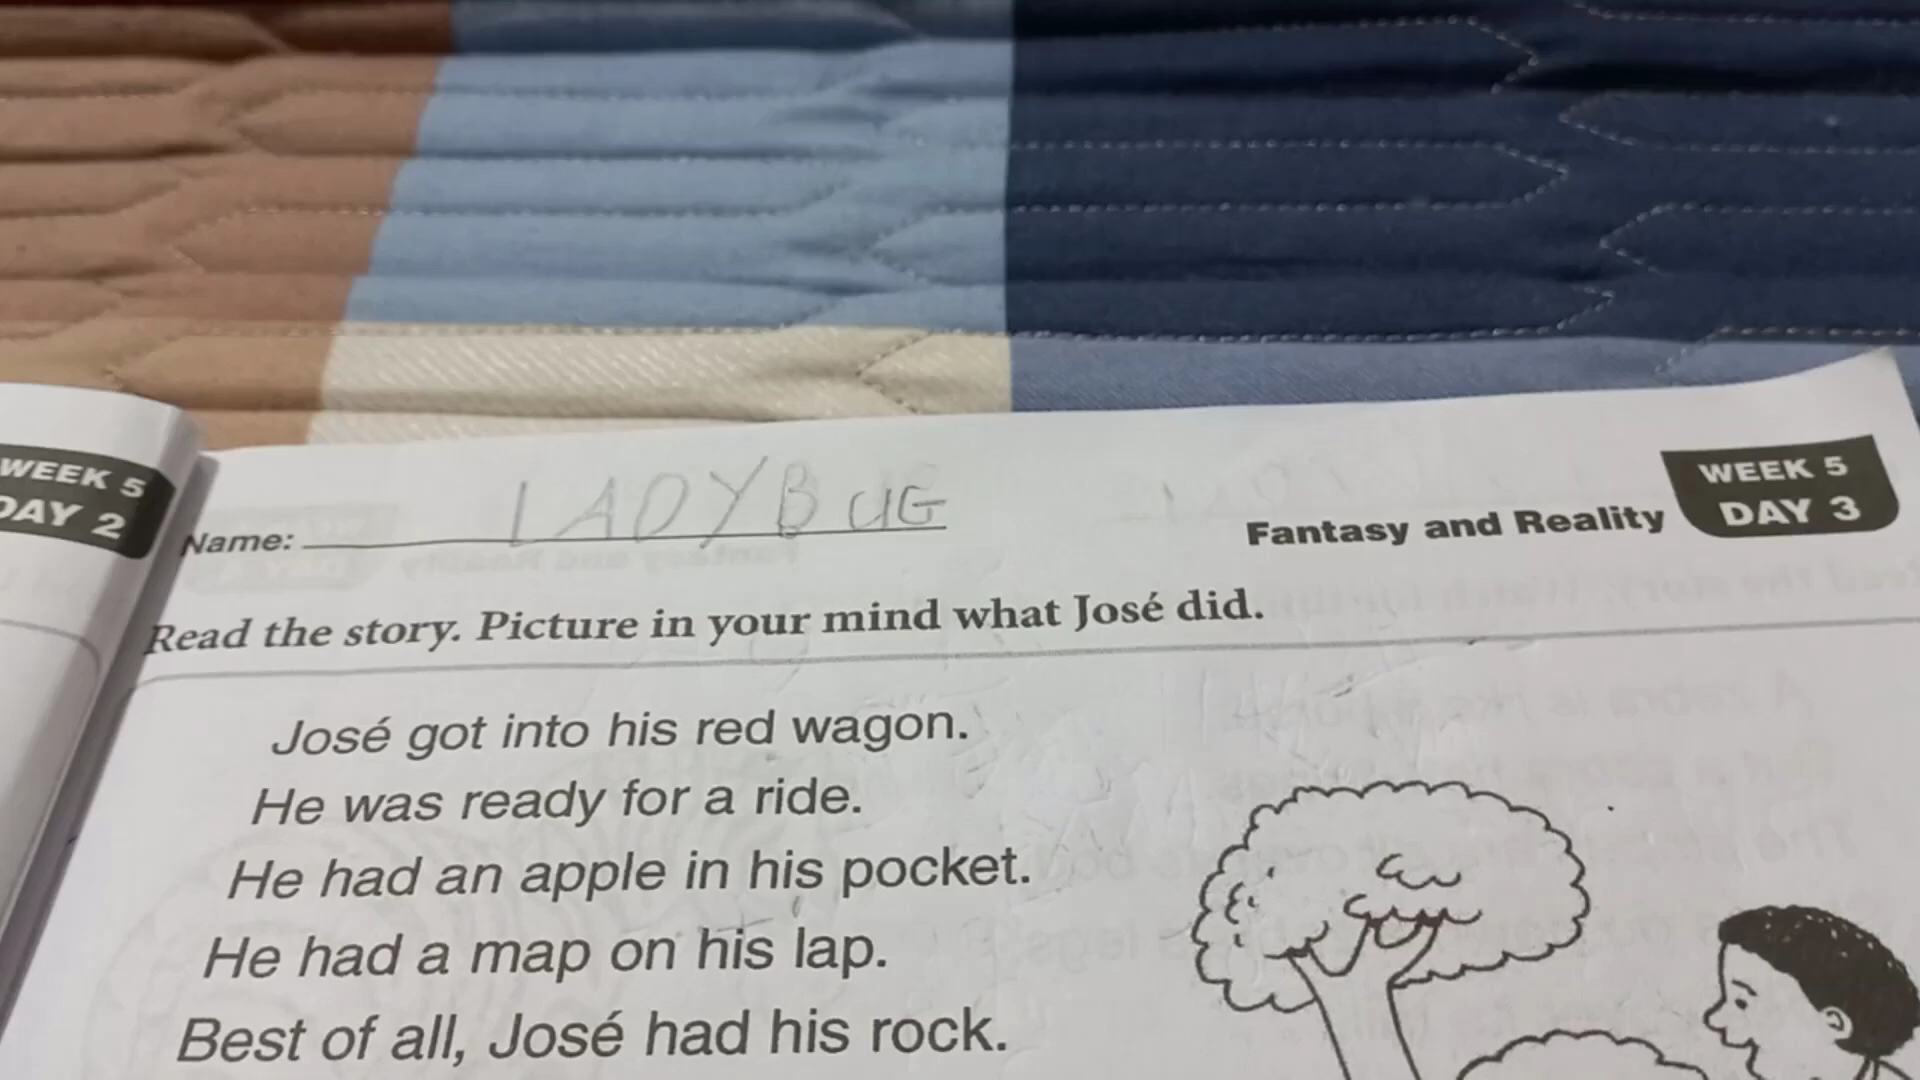 WEEK 5
DAY 2
Name: LADYBUG
Fantasy and Reality
WEEK 5
DAY 3
Read the story. Picture in your mind what José did.
José got into his red wagon.
He was ready for a ride.
He had an apple in his pocket.
He had a map on his lap.
Best of all, José had his rock.